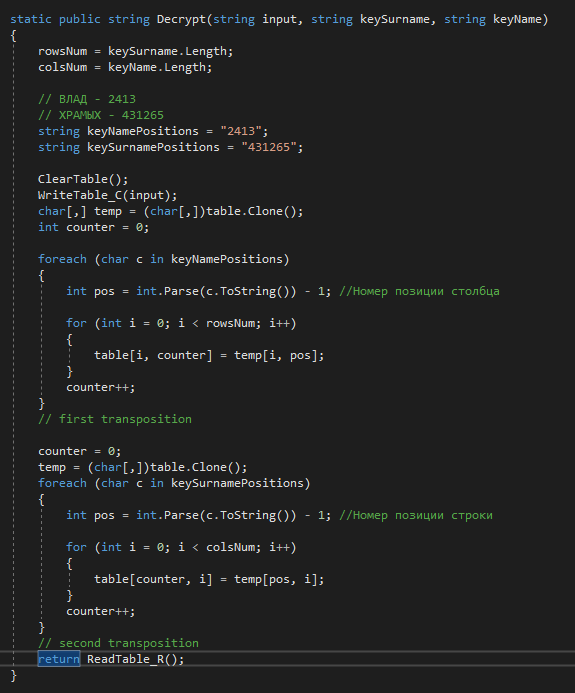 static public string Decrypt(string input, string keySurname, string keyName)
{
rowsNum = keySurname.Length;
colsNum = keyName.Length;
// ВЛАД - 2413
// ХРАМЫХ - 431265
string keyNamePositions = "2413";
string keySurnamePositions = "431265";
ClearTable();
WriteTable_C(input);
char[,] temp = (char[,])table.Clone();
int counter = 0;
foreach (char c in keyNamePositions)
{
int pos = int.Parse(c.ToString()) - 1; //Номер позиции столбца
for (int i = 0; i < rowsNum; i++)
{
table[i, counter] = temp[i, pos];
}
counter++;
}
// first transposition
counter = 0;
temp = (char[,])table.Clone();
foreach (char c in keySurnamePositions)
{
int pos = int.Parse(c.ToString()) - 1; //Номер позиции строки
for (int i = 0; i < colsNum; i++)
{
table[counter, i] = temp[pos, i];
}
counter++;
}
// second transposition
return ReadTable_R();
}